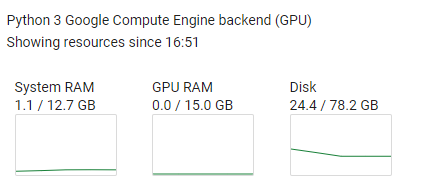 Python 3 Google Compute Engine backend (GPU)
Showing resources since 16:51
System RAM
1.1 / 12.7 GB
GPU RAM
0.0 / 15.0 GB
Disk
24.4 / 78.2 GB